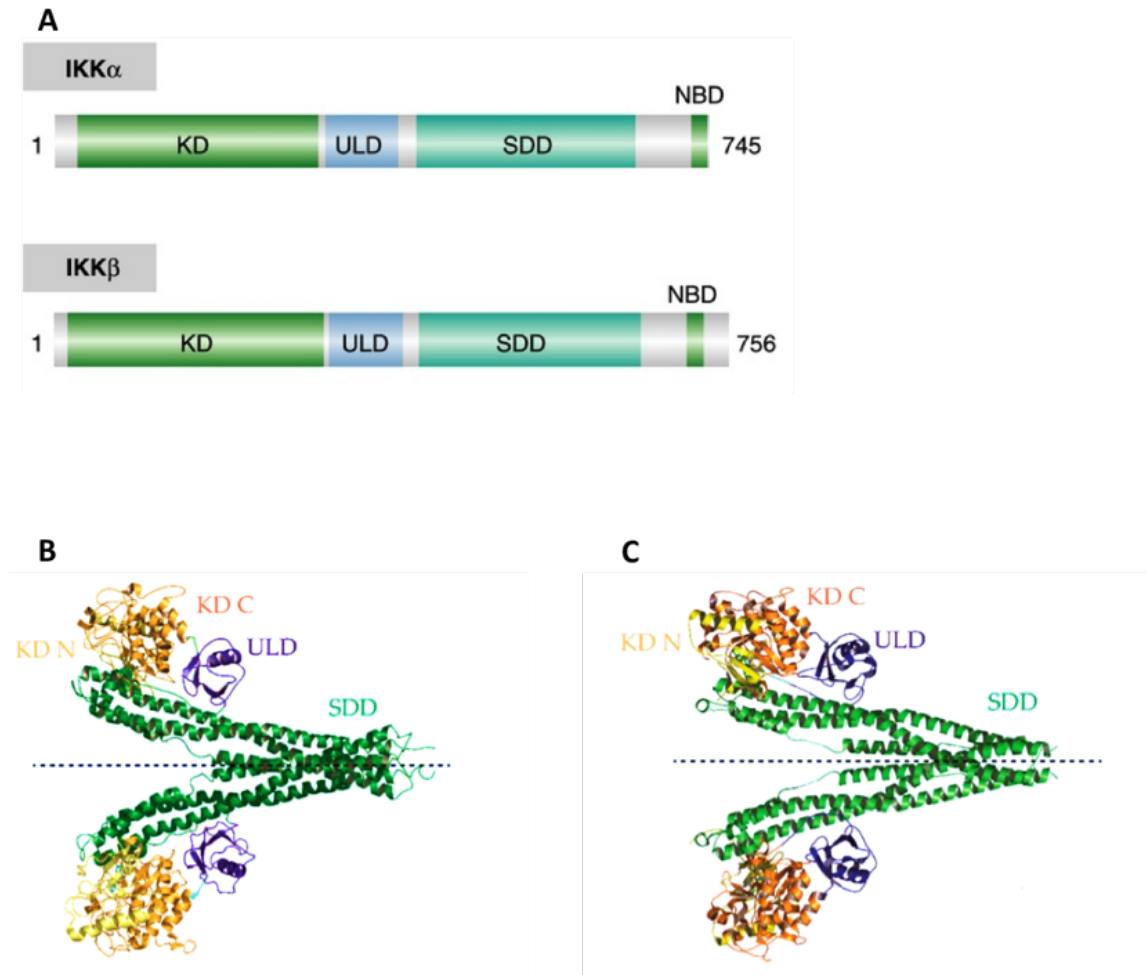 A
IKKα
NBD
1 KD ULD SDD 745
IKKβ
NBD
1 KD ULD SDD 756
B C
KD C KD C
KD N ULD KD N ULD
SDD SDD